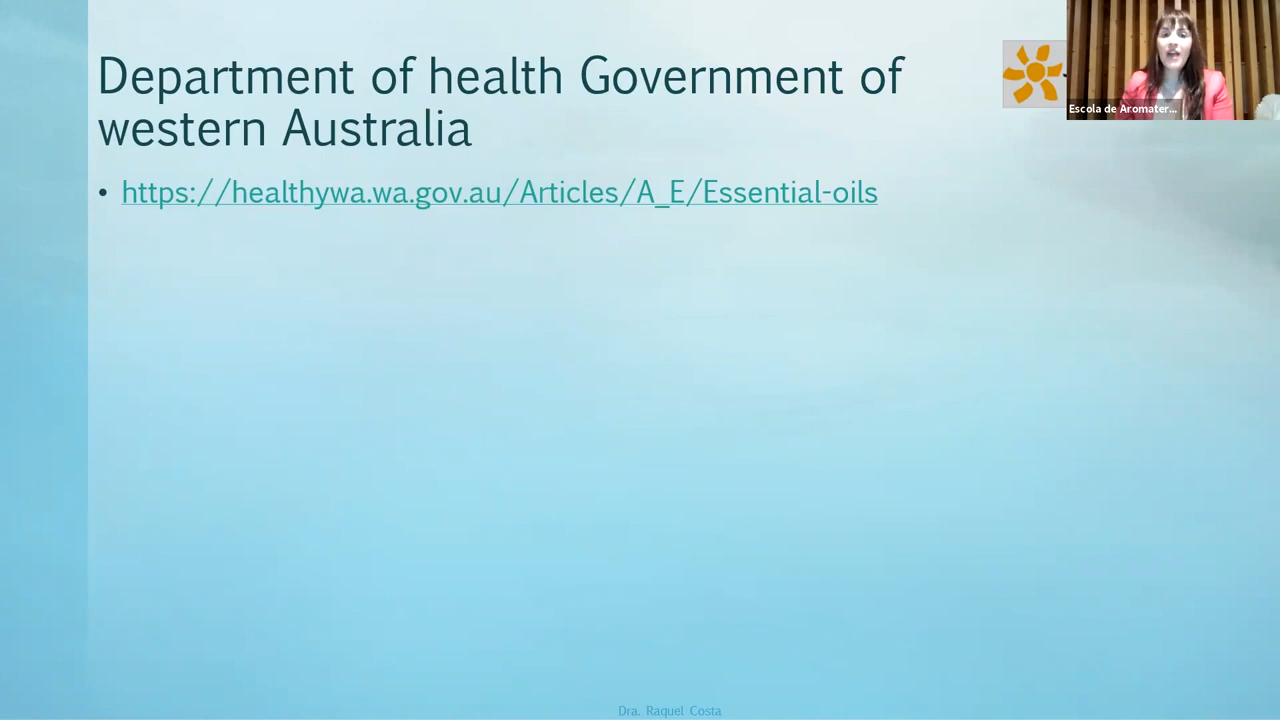 Department of health Government of
western Australia
• https://healthywa.wa.gov.au/Articles/A_E/Essential-oils
Escola de Aromater...
Dra. Raquel Costa